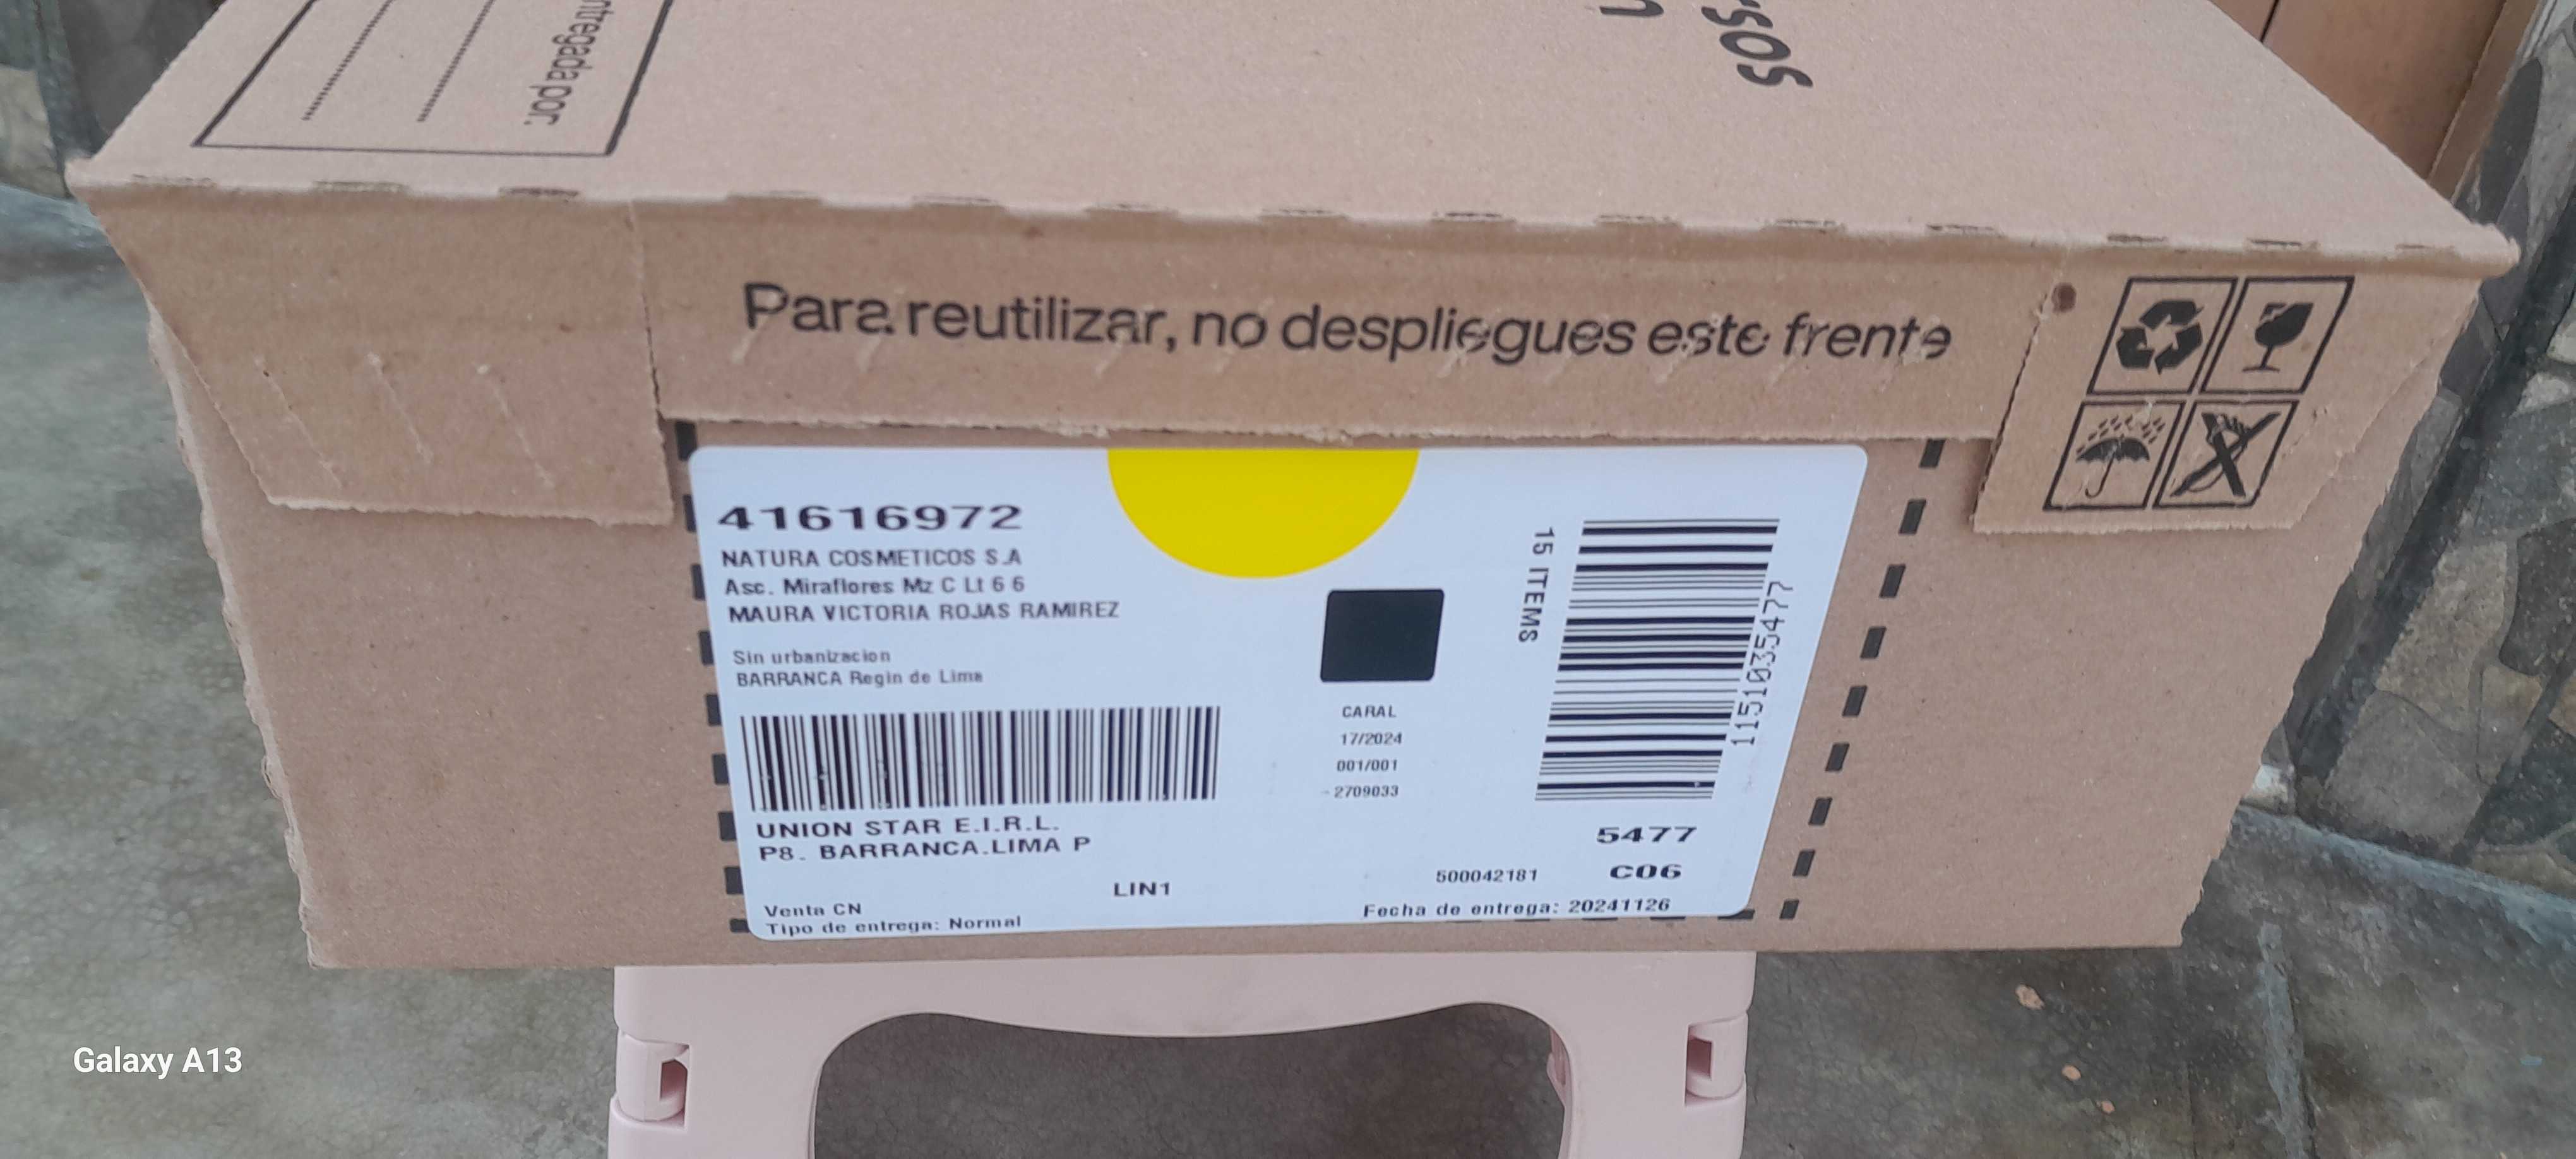 ntregada por:
sos
Para reutilizar, no despliegues este frente
41616972
NATURA COSMETICOS S.A
Asc. Miraflores Mz C Lt 6 6
MAURA VICTORIA ROJAS RAMIREZ
Sin urbanizacion
BARRANCA Regin de Lima
UNION STAR E.I.R.L.
P8. BARRANCA.LIMA P
LIN1
Venta CN
Tipo de entrega: Normal
CARAL
17/2024
001/001
- 2709033
15 ITEMS
1151035477
5477
500042181
C06
Fecha de entrega: 20241126
Galaxy A13